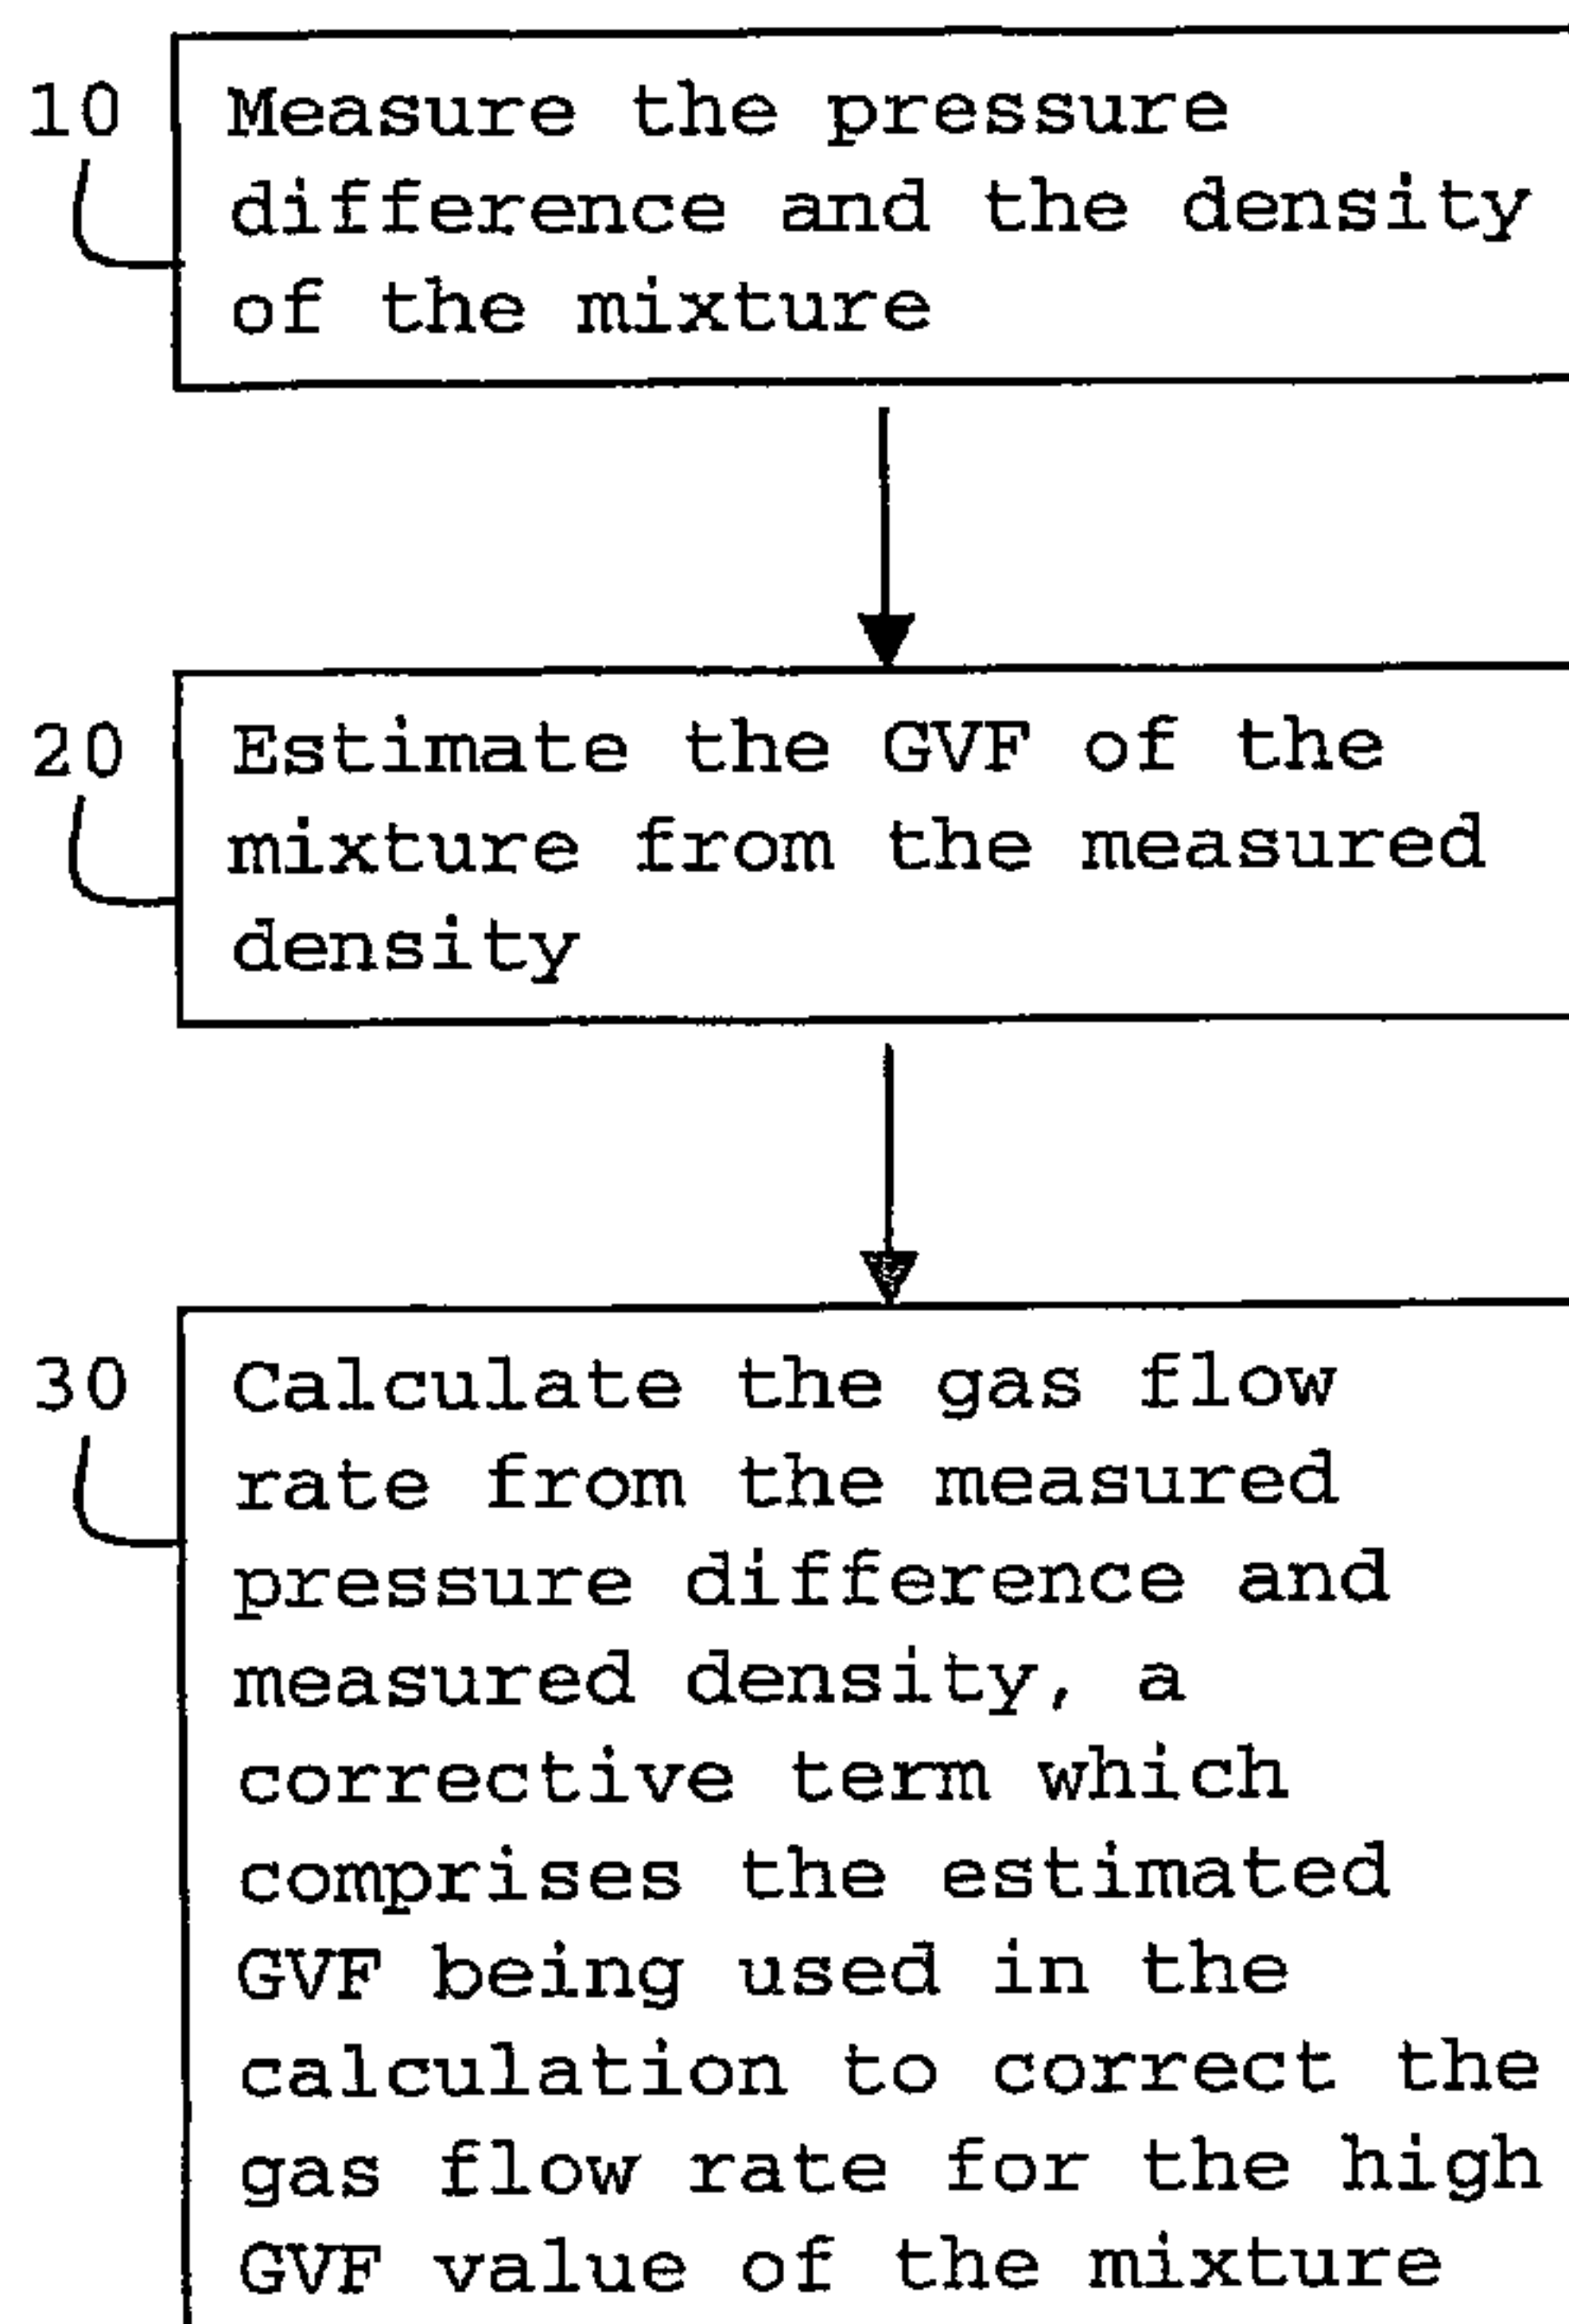 10
Measure the pressure
difference and the density
of the mixture
20
Estimate the GVF of the
mixture from the measured
density
30
Calculate the gas flow
rate from the measured
pressure difference and
measured density, a
corrective term which
comprises the estimated
GVF being used in the
calculation to correct the
gas flow rate for the high
GVF value of the mixture